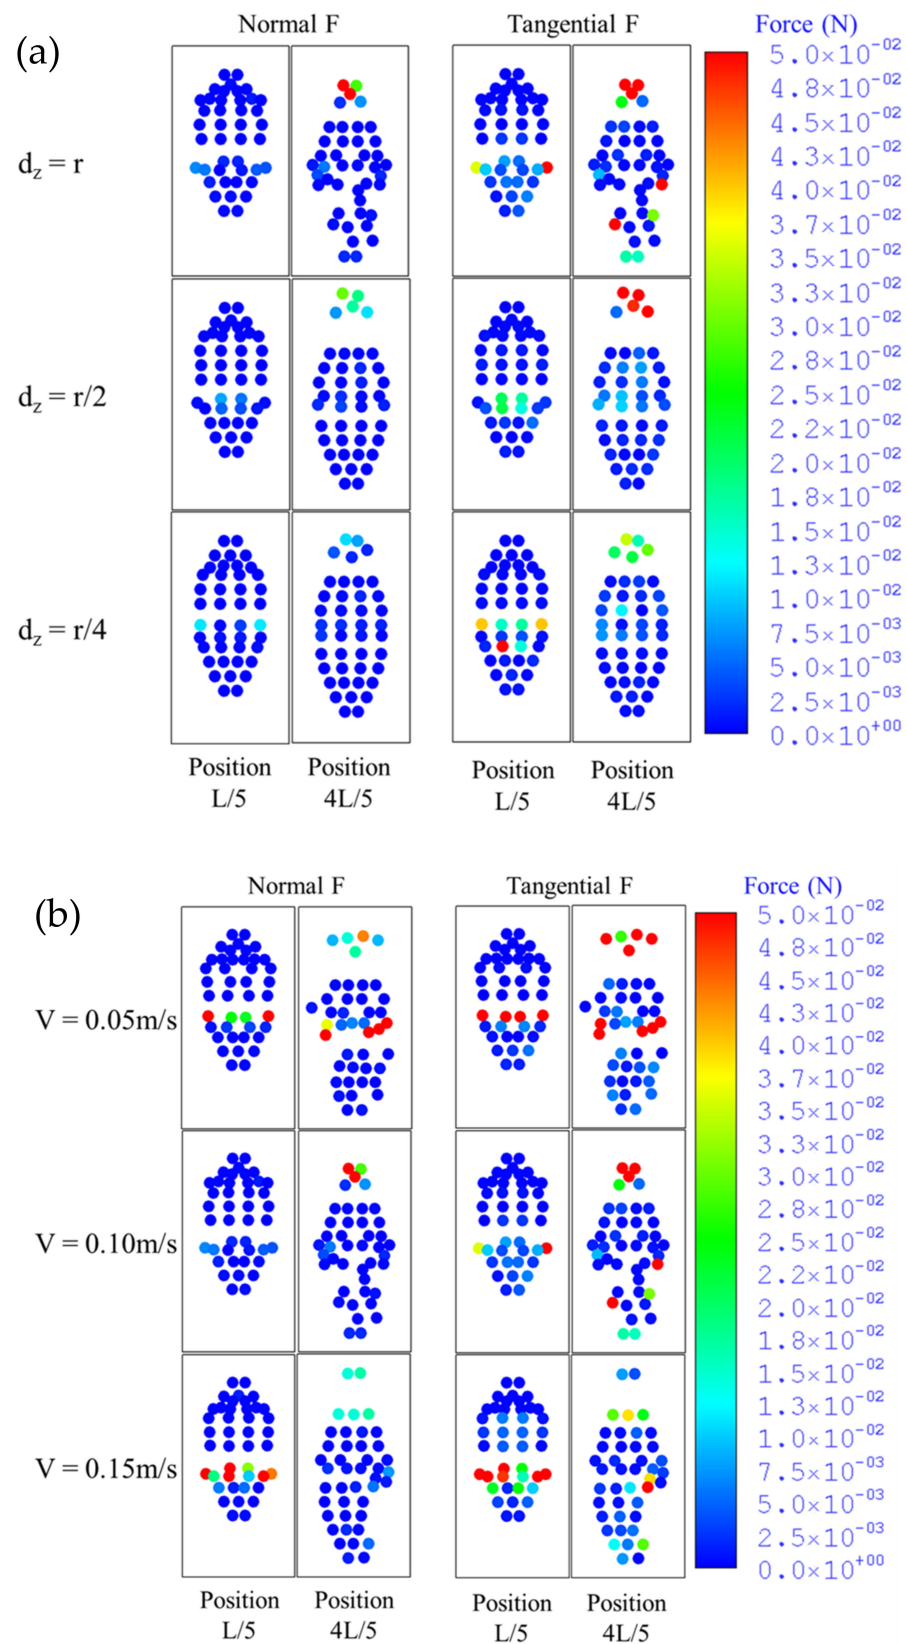 (a)
Normal F
Tangential F
Force (N)
5.0×10⁻⁰²
4.8×10⁻⁰²
4.5×10⁻⁰²
4.3×10⁻⁰²
4.0×10⁻⁰²
3.7×10⁻⁰²
3.5×10⁻⁰²
3.3×10⁻⁰²
3.0×10⁻⁰²
2.8×10⁻⁰²
2.5×10⁻⁰²
2.2×10⁻⁰²
2.0×10⁻⁰²
1.8×10⁻⁰²
1.5×10⁻⁰²
1.3×10⁻⁰²
1.0×10⁻⁰²
7.5×10⁻⁰³
5.0×10⁻⁰³
2.5×10⁻⁰³
0.0×10⁺⁰⁰
d_z = r
d_z = r/2
d_z = r/4
Position L/5
Position 4L/5
Position L/5
Position 4L/5
(b)
Normal F
Tangential F
Force (N)
5.0×10⁻⁰²
4.8×10⁻⁰²
4.5×10⁻⁰²
4.3×10⁻⁰²
4.0×10⁻⁰²
3.7×10⁻⁰²
3.5×10⁻⁰²
3.3×10⁻⁰²
3.0×10⁻⁰²
2.8×10⁻⁰²
2.5×10⁻⁰²
2.2×10⁻⁰²
2.0×10⁻⁰²
1.8×10⁻⁰²
1.5×10⁻⁰²
1.3×10⁻⁰²
1.0×10⁻⁰²
7.5×10⁻⁰³
5.0×10⁻⁰³
2.5×10⁻⁰³
0.0×10⁺⁰⁰
V = 0.05m/s
V = 0.10m/s
V = 0.15m/s
Position L/5
Position 4L/5
Position L/5
Position 4L/5